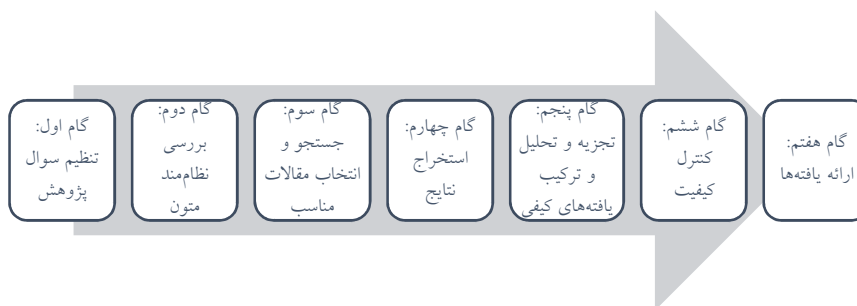 گام اول:
تنظیم سوال
پژوهش
گام دوم:
بررسی
نظام‌مند
متون
گام سوم:
جستجو و
انتخاب مقالات
مناسب
گام چهارم:
استخراج
نتایج
گام پنجم:
تجزیه و تحلیل
و ترکیب
یافته‌های کیفی
گام ششم:
کنترل
کیفیت
گام هفتم:
ارائه یافته‌ها